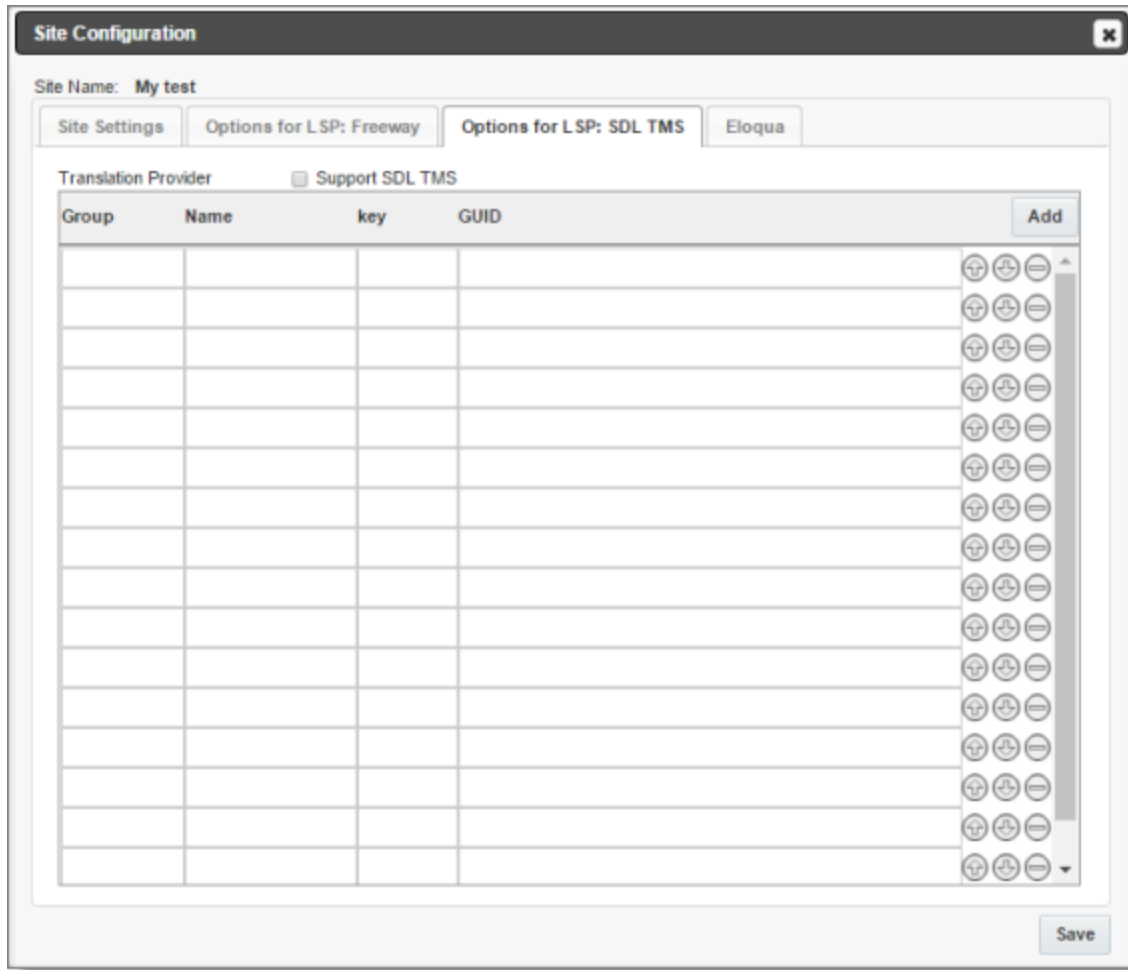 Site Configuration
Site Name: My test
Site Settings Options for LSP: Freeway Options for LSP: SDL TMS Eloqua
Translation Provider Support SDL TMS
Group Name key GUID Add
Save